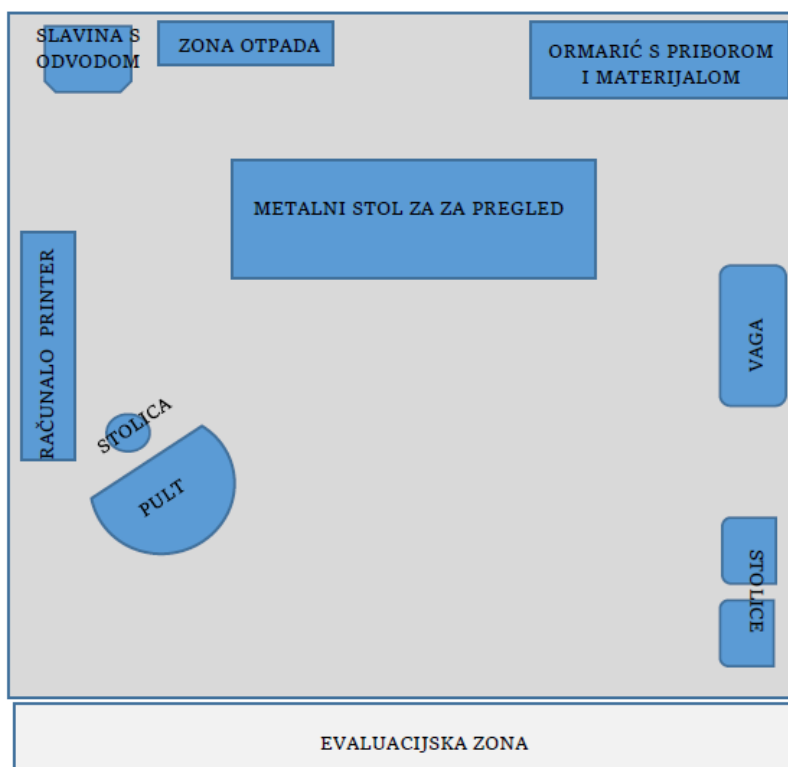 SLAVINA S
ODVODOM
ZONA OTPADA
ORMARIĆ S PRIBOROM
I MATERIJALOM
METALNI STOL ZA ZA PREGLED
RAČUNALO PRINTER
VAGA
STOLICA
PULT
STOLICE
EVALUACIJSKA ZONA